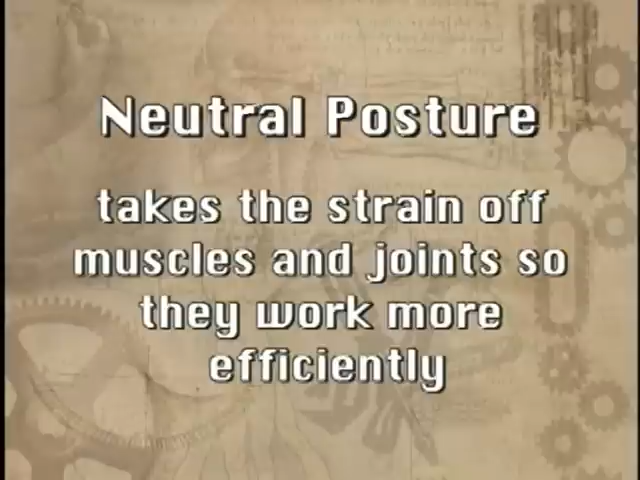 Neutral Posture
takes the strain off
muscles and joints so
they work more
efficiently